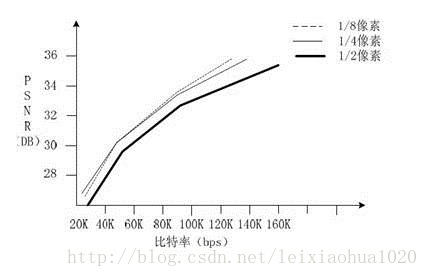 1/8像素
1/4像素
1/2像素
PSNR(DB)
36
34
32
30
28
20K 40K 60K 80K 100K 120K 140K 160K
比特率（bps）
http://blog.csdn.net/leixiaohua1020